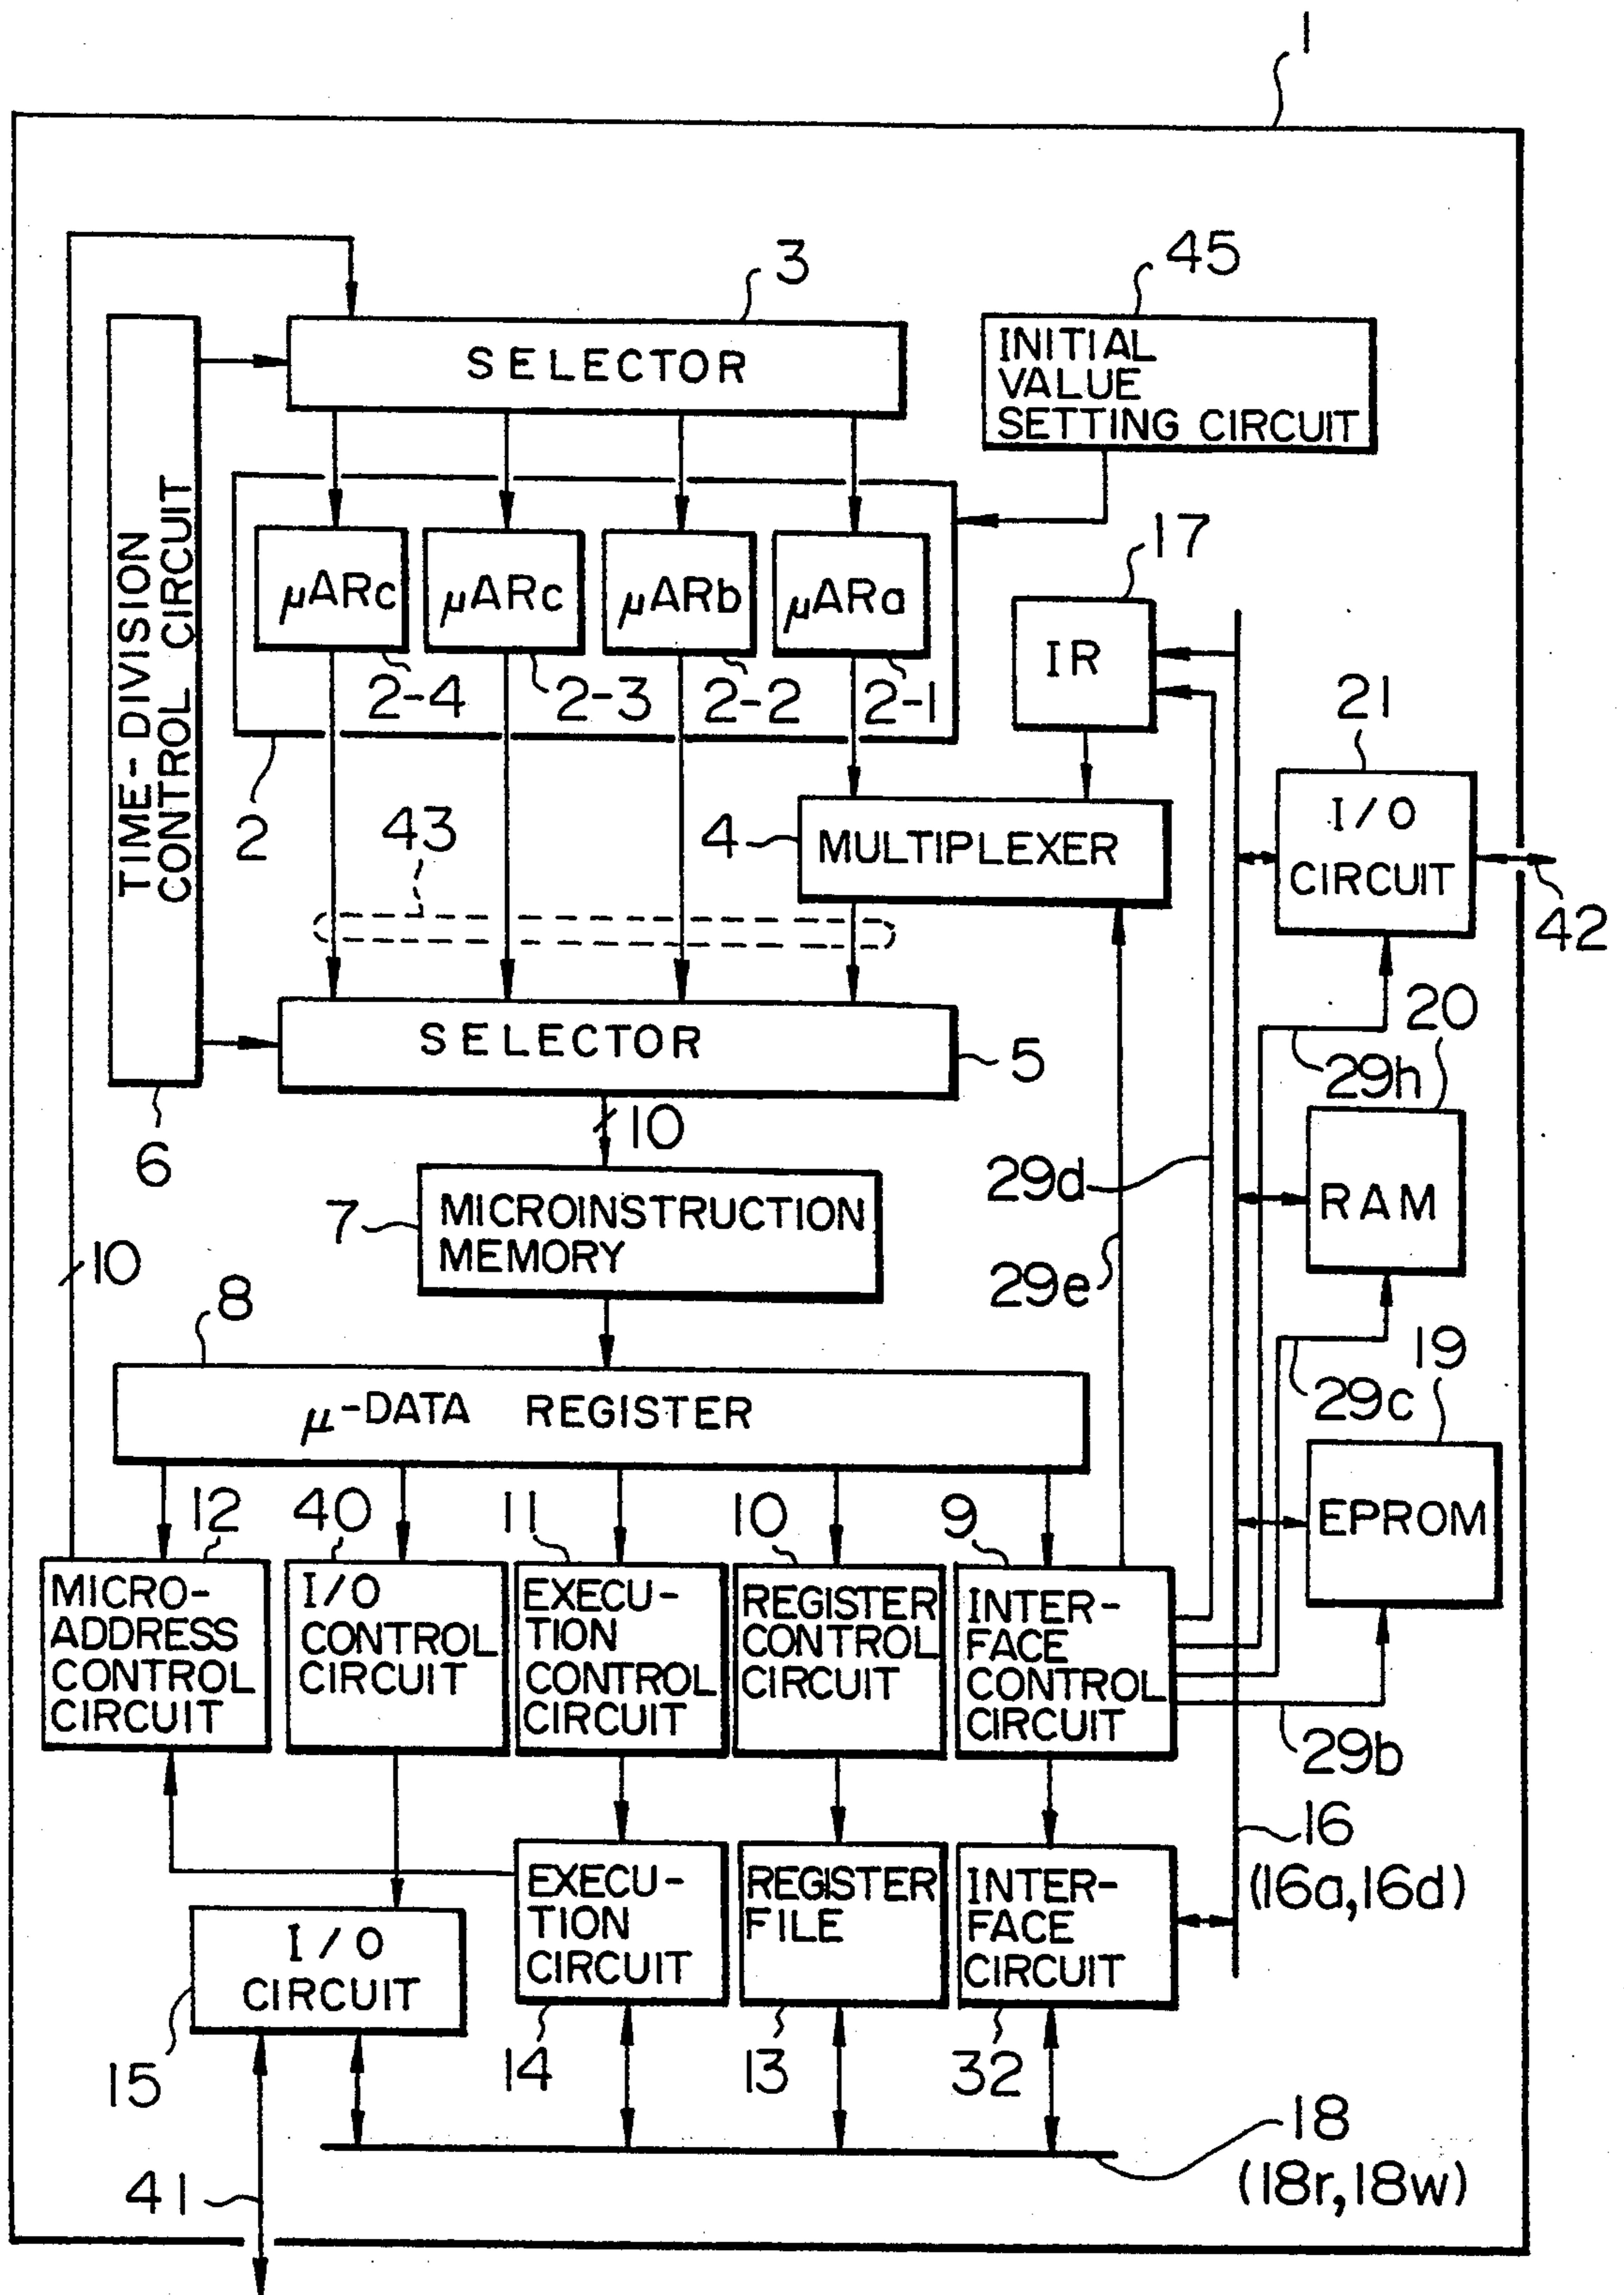 1
3
45
SELECTOR
INITIAL
VALUE
SETTING CIRCUIT
TIME-DIVISION
CONTROL CIRCUIT
μARc
μARc
μARb
μARa
17
IR
2-4
2-3
2-2
2-1
21
2
43
4
MULTIPLEXER
I/O
CIRCUIT
42
SELECTOR
5
20
29h
6
10
29d
RAM
7
MICROINSTRUCTION
MEMORY
10
29e
8
19
29c
μ-DATA REGISTER
EPROM
12
40
11
10
9
MICRO-
ADDRESS
CONTROL
CIRCUIT
I/O
CONTROL
CIRCUIT
EXECU-
TION
CONTROL
CIRCUIT
REGISTER
CONTROL
CIRCUIT
INTER-
FACE
CONTROL
CIRCUIT
29b
16
(16a,16d)
EXECU-
TION
CIRCUIT
REGISTER
FILE
INTER-
FACE
CIRCUIT
I/O
CIRCUIT
15
14
13
32
18
(18r,18w)
41